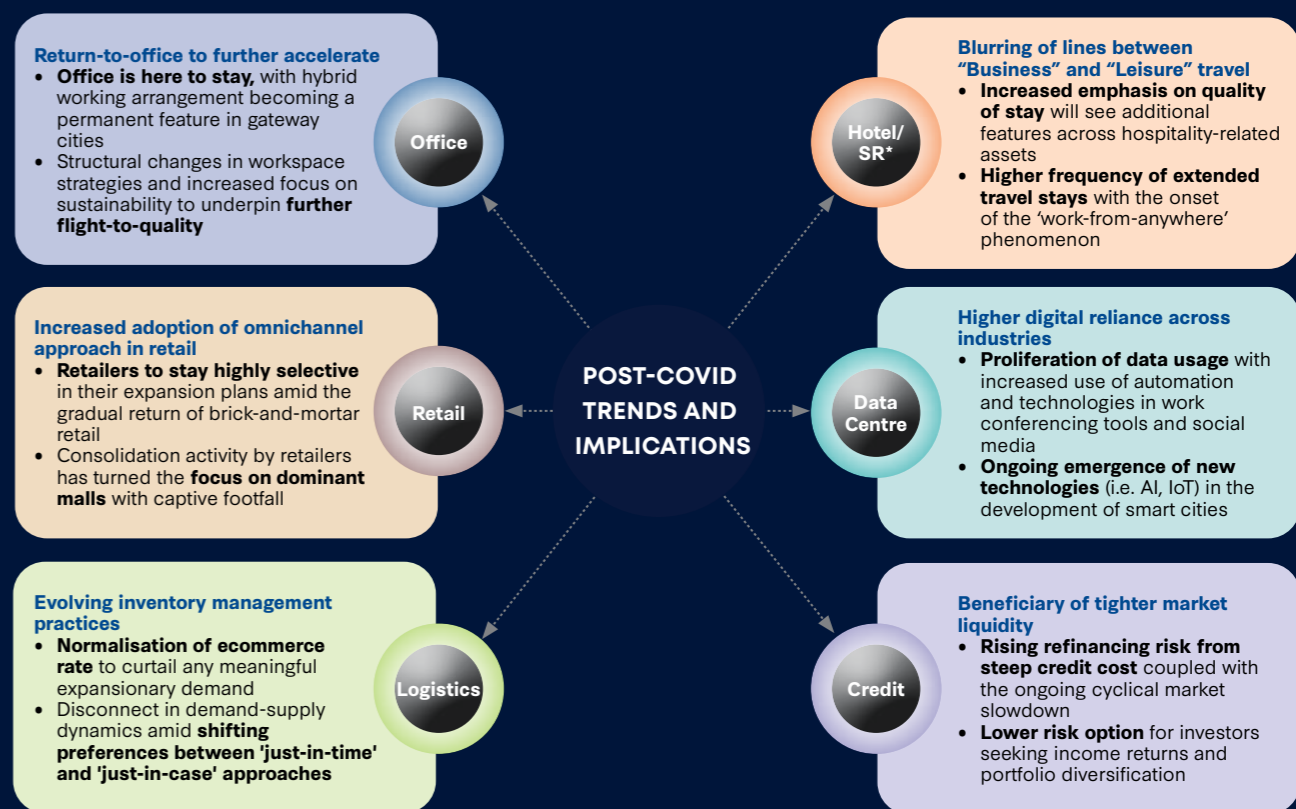 Return-to-office to further accelerate
• Office is here to stay, with hybrid
working arrangement becoming a
permanent feature in gateway
cities
• Structural changes in workspace
strategies and increased focus on
sustainability to underpin further
flight-to-quality
Office
Blurring of lines between
“Business” and “Leisure” travel
• Increased emphasis on quality
of stay will see additional
features across hospitality-related
assets
• Higher frequency of extended
travel stays with the onset
of the ‘work-from-anywhere’
phenomenon
Hotel/
SR*
Increased adoption of omnichannel
approach in retail
• Retailers to stay highly selective
in their expansion plans amid the
gradual return of brick-and-mortar
retail
• Consolidation activity by retailers
has turned the focus on dominant
malls with captive footfall
Retail
POST-COVID
TRENDS AND
IMPLICATIONS
Data
Centre
Higher digital reliance across
industries
• Proliferation of data usage with
increased use of automation
and technologies in work
conferencing tools and social
media
• Ongoing emergence of new
technologies (i.e. AI, IoT) in the
development of smart cities
Evolving inventory management
practices
• Normalisation of ecommerce
rate to curtail any meaningful
expansionary demand
• Disconnect in demand-supply
dynamics amid shifting
preferences between 'just-in-time'
and 'just-in-case' approaches
Logistics
Credit
Beneficiary of tighter market
liquidity
• Rising refinancing risk from
steep credit cost coupled with
the ongoing cyclical market
slowdown
• Lower risk option for investors
seeking income returns and
portfolio diversification